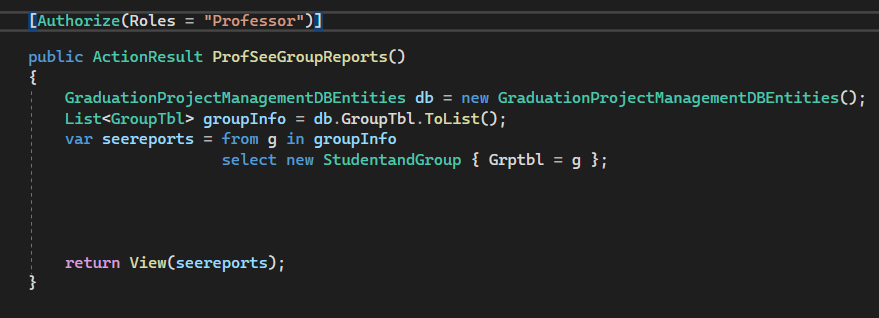 [Authorize(Roles = "Professor")]
public ActionResult ProfSeeGroupReports()
{
GraduationProjectManagementDBEntities db = new GraduationProjectManagementDBEntities();
List<GroupTbl> groupInfo = db.GroupTbl.ToList();
var seereports = from g in groupInfo
select new StudentandGroup { Grptbl = g };
return View(seereports);
}